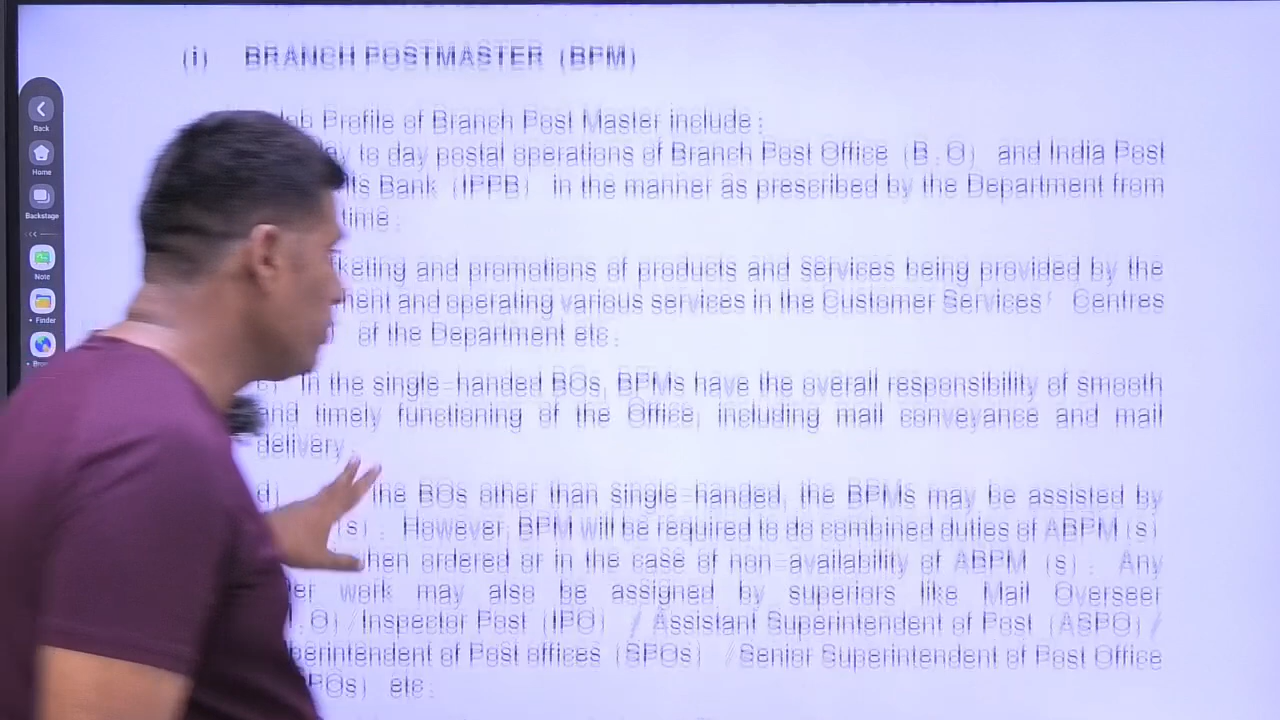 (i) BRANCH POSTMASTER (BPM)
Profile of Branch Post Master include:
to day postal operations of Branch Post Office (B.O) and India Post
Bank (IPPB) in the manner as prescribed by the Department from
time.
and promotions of products and services being provided by the
and operating various services in the Customer Services' Centres
of the Department etc.
In the single-handed BOs, BPMs have the overall responsibility of smooth
and timely functioning of the Office, including mail conveyance and mail
delivery.
d) the BOs other than single-handed, the BPMs may be assisted by
(s). However, BPM will be required to do combined duties of ABPM (s)
when ordered or in the case of non-availability of ABPM (s). Any
work may also be assigned by superiors like Mail Overseer
.O)/Inspector Post (IPO) /Assistant Superintendent of Post (ASPO)/
of Post offices (SPOs) /Senior Superintendent of Post Office
etc.
Back
Home
Backstage
Note
Finder